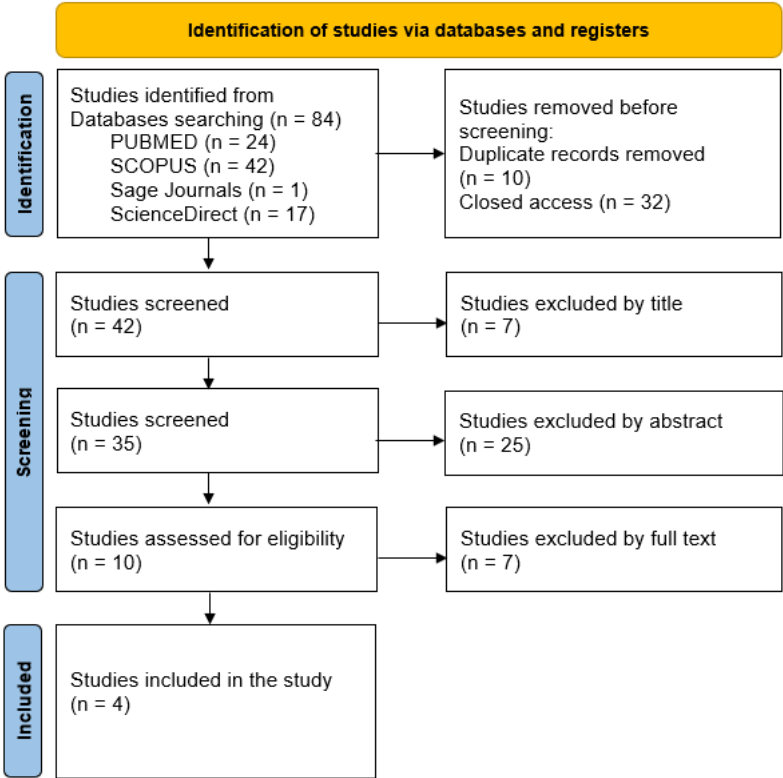 Identification of studies via databases and registers
Identification
Studies identified from
Databases searching (n = 84)
PUBMED (n = 24)
SCOPUS (n = 42)
Sage Journals (n = 1)
ScienceDirect (n = 17)
Studies removed before
screening:
Duplicate records removed
(n = 10)
Closed access (n = 32)
Screening
Studies screened
(n = 42)
Studies excluded by title
(n = 7)
Studies screened
(n = 35)
Studies excluded by abstract
(n = 25)
Studies assessed for eligibility
(n = 10)
Studies excluded by full text
(n = 7)
Included
Studies included in the study
(n = 4)